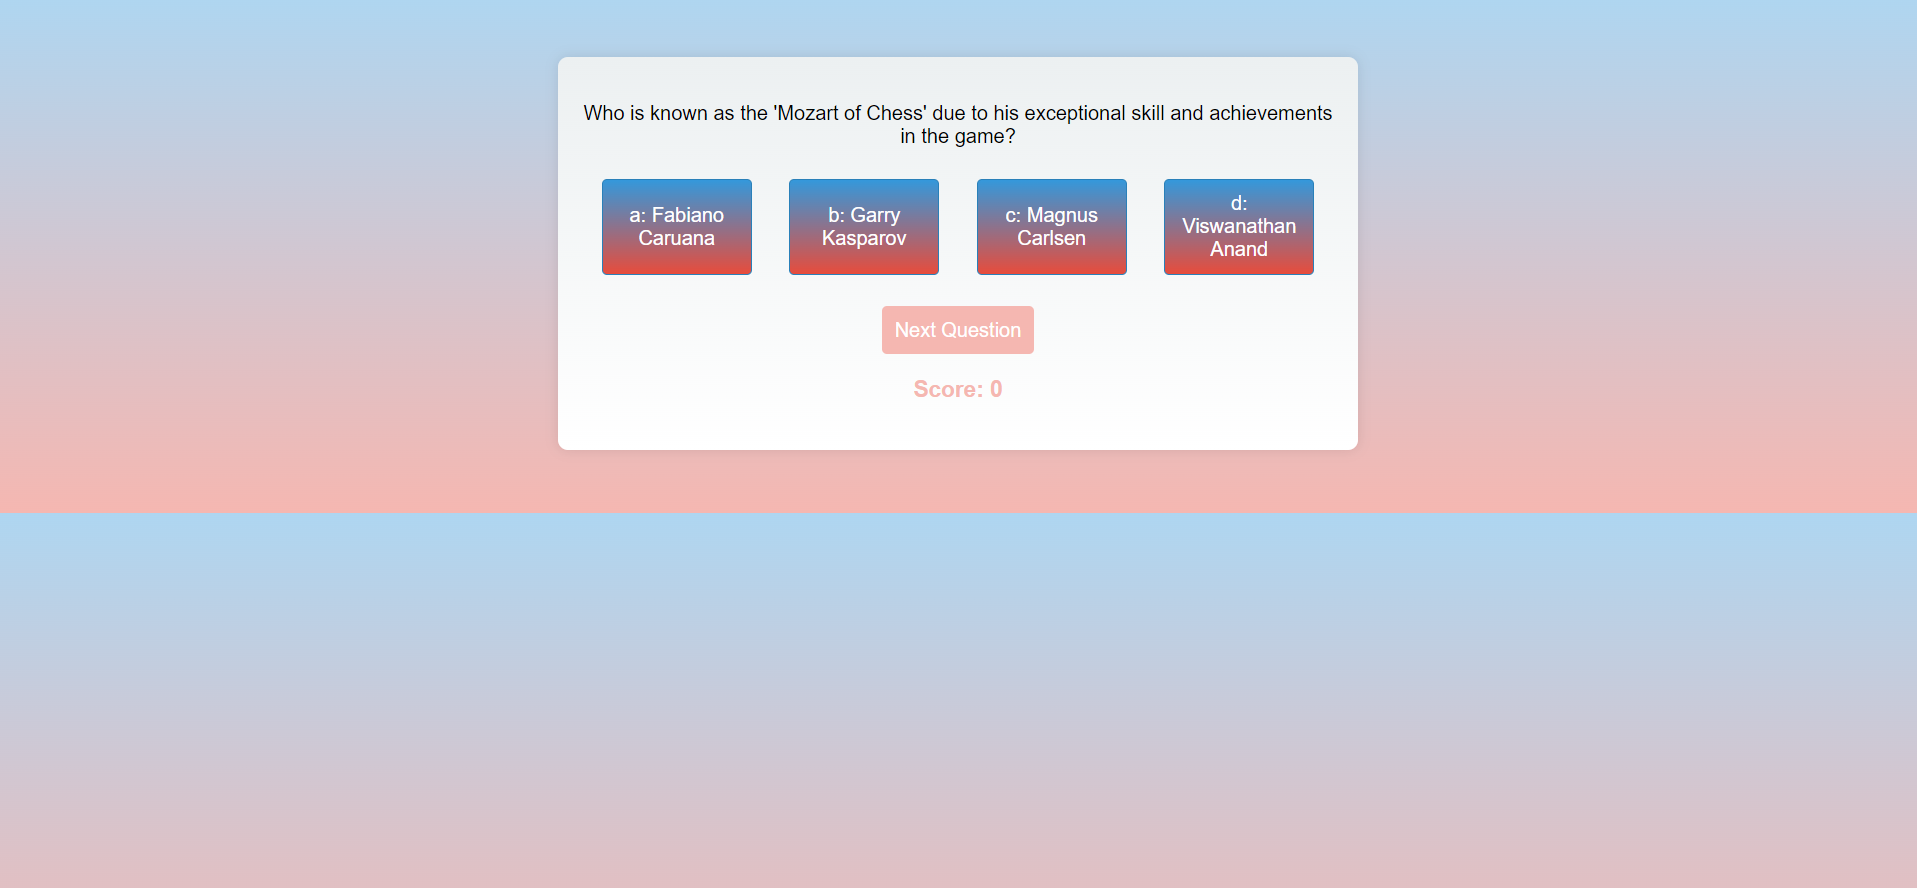 Who is known as the 'Mozart of Chess' due to his exceptional skill and achievements
in the game?
a: Fabiano
Caruana
b: Garry
Kasparov
c: Magnus
Carlsen
d:
Viswanathan
Anand
Next Question
Score: 0